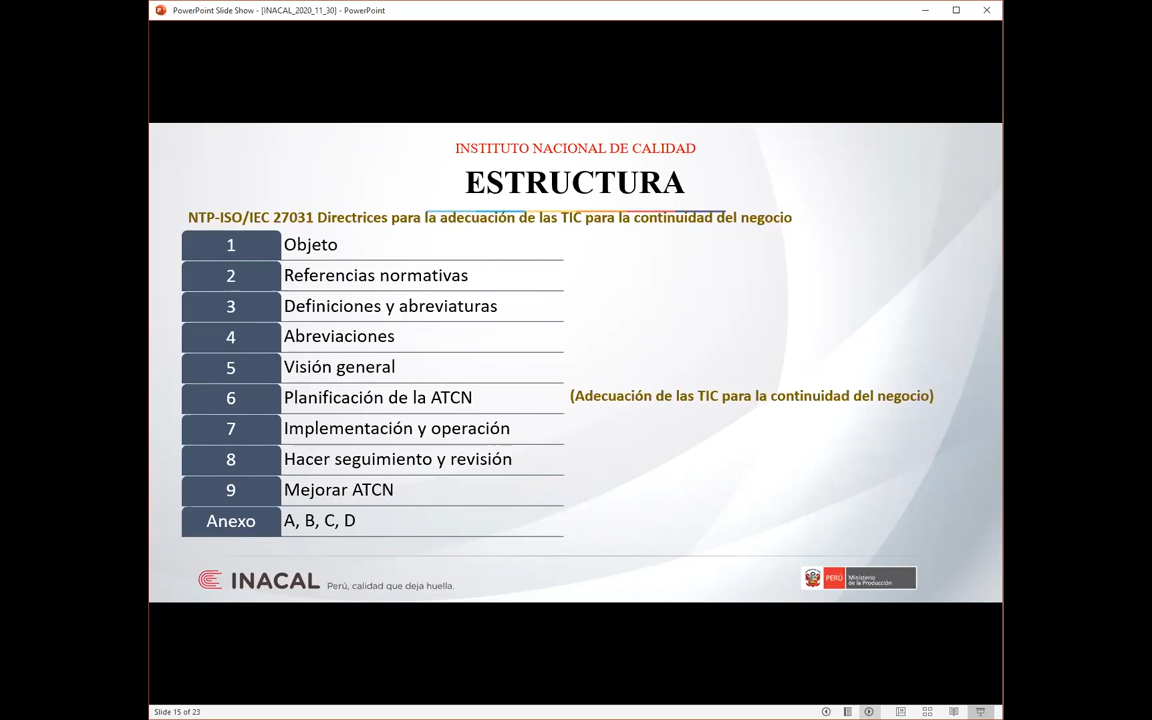 PowerPoint Slide Show - [INACAL_2020_11_30] - PowerPoint
INSTITUTO NACIONAL DE CALIDAD
ESTRUCTURA
NTP-ISO/IEC 27031 Directrices para la adecuación de las TIC para la continuidad del negocio
1 Objeto
2 Referencias normativas
3 Definiciones y abreviaturas
4 Abreviaciones
5 Visión general
6 Planificación de la ATCN (Adecuación de las TIC para la continuidad del negocio)
7 Implementación y operación
8 Hacer seguimiento y revisión
9 Mejorar ATCN
Anexo A, B, C, D
INACAL Perú, calidad que deja huella.
PERÚ Ministerio
de la Producción
Slide 15 of 23